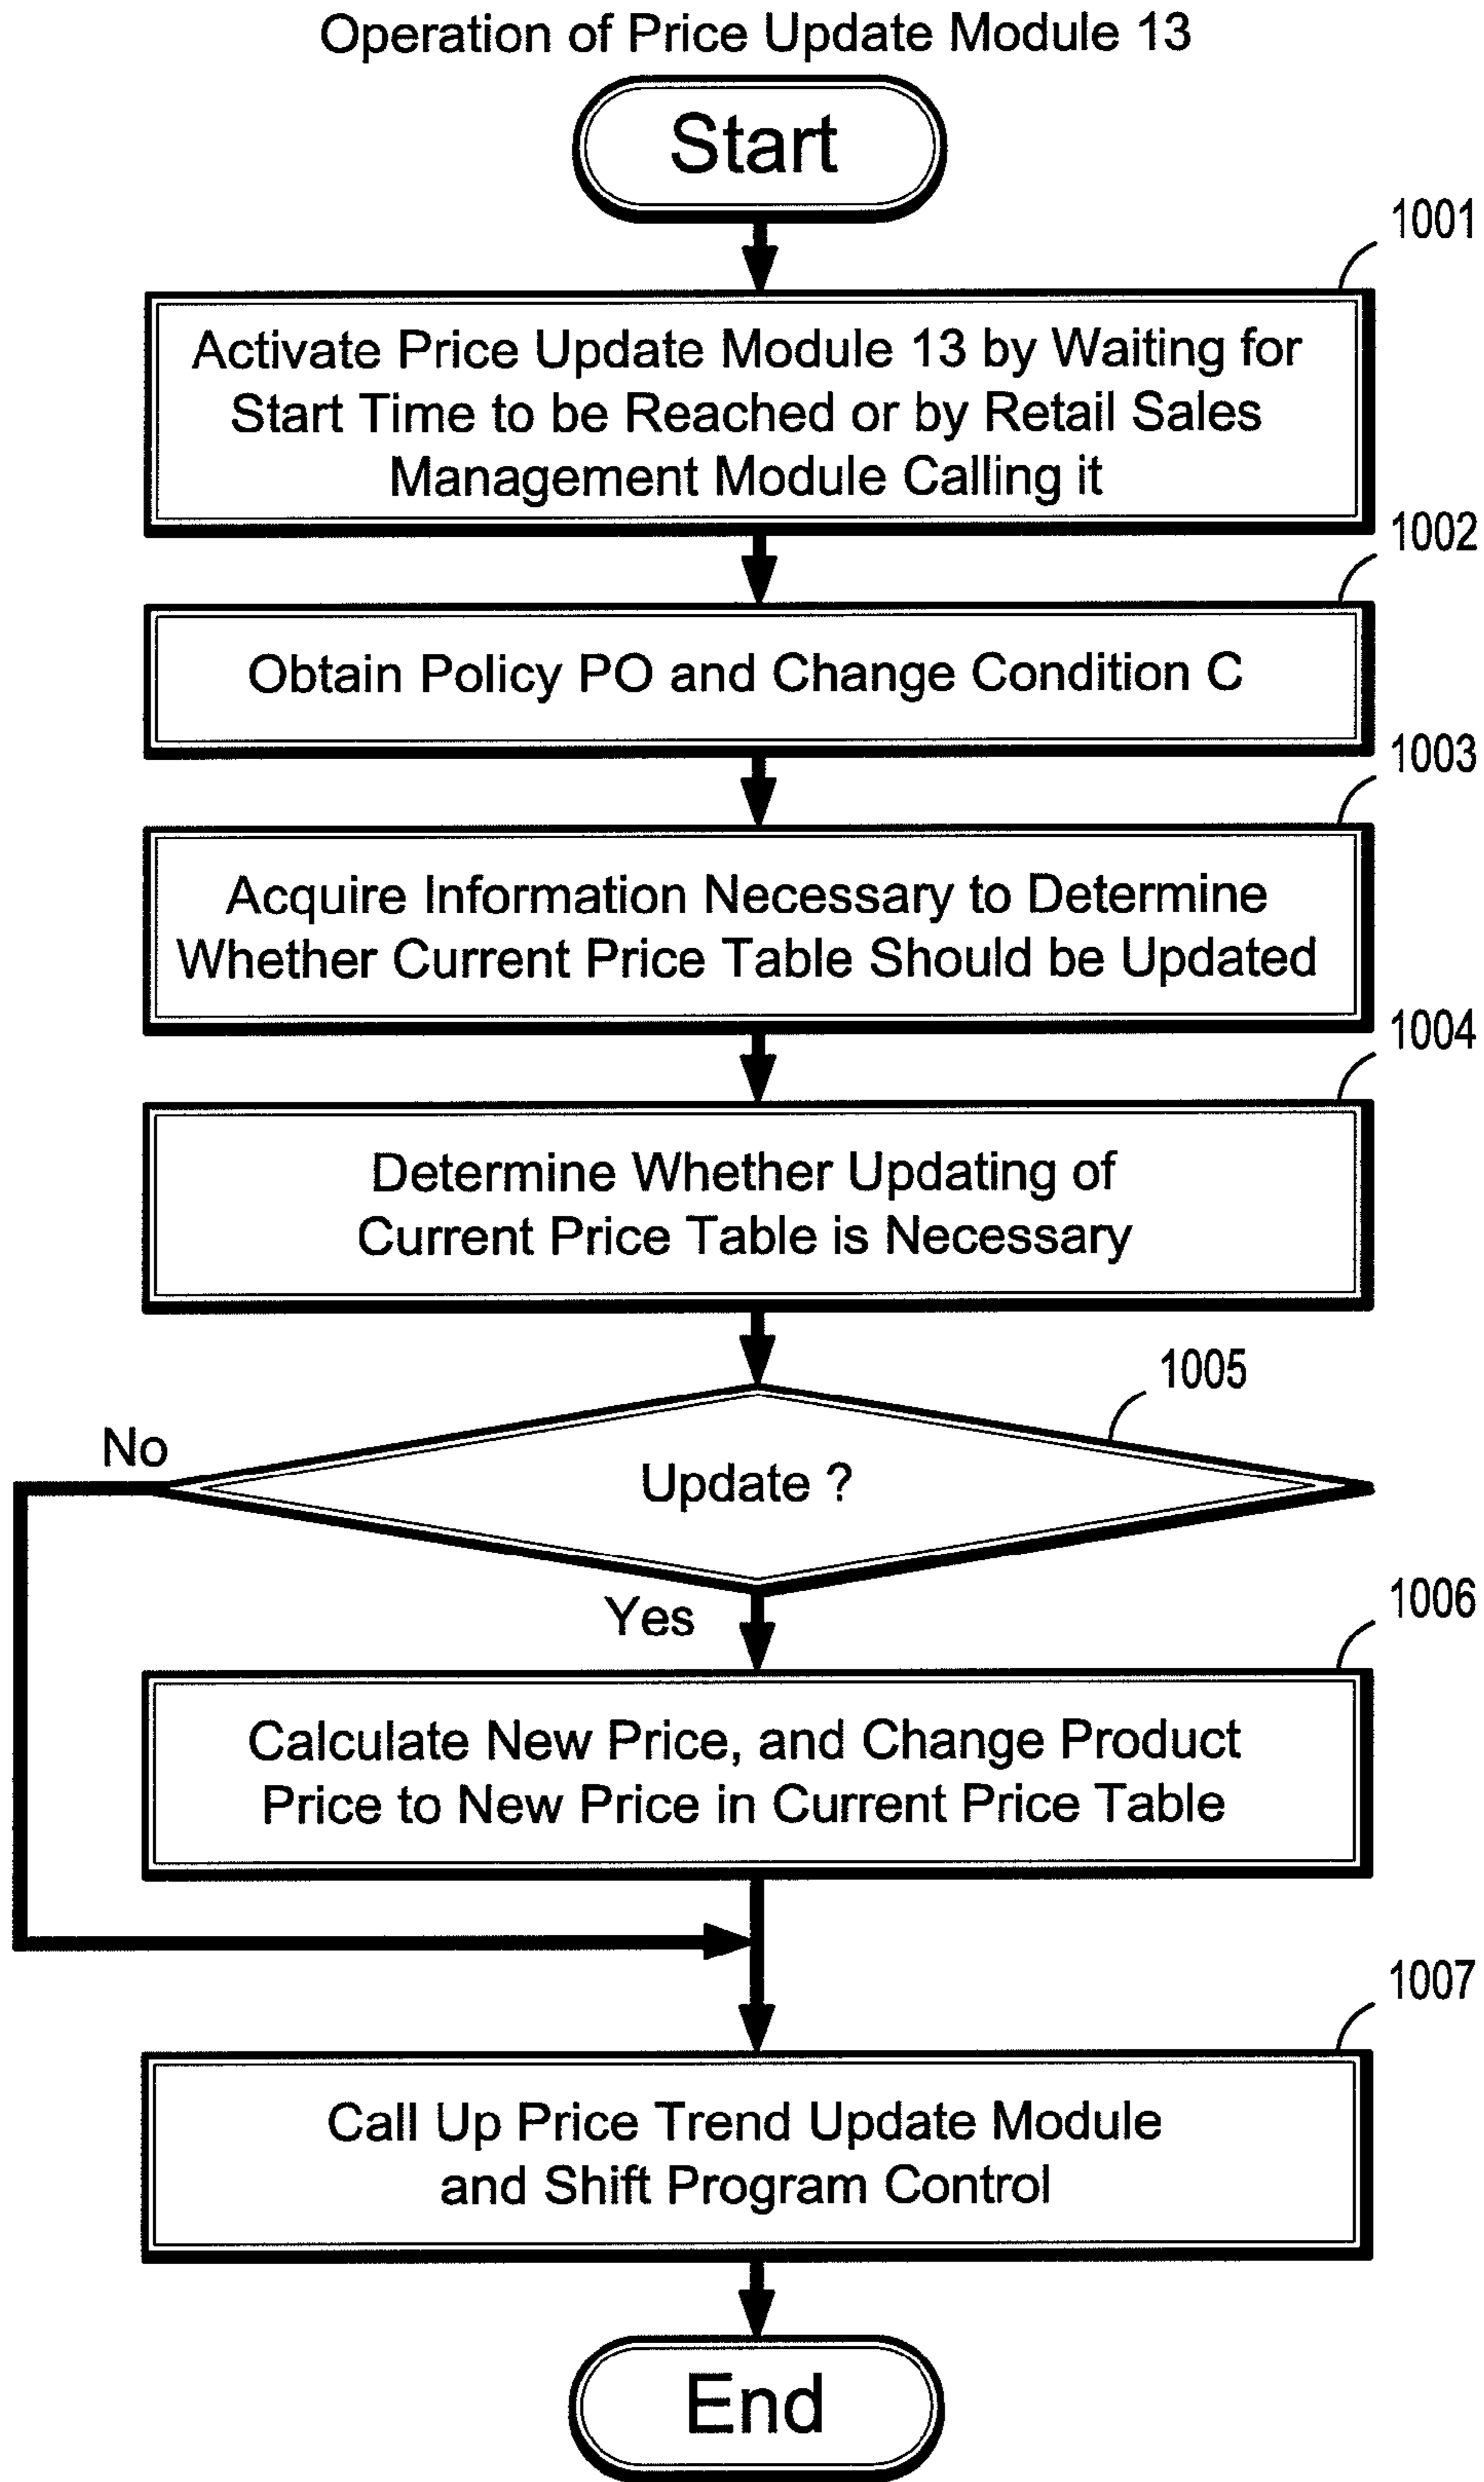 Operation of Price Update Module 13
Start
1001
Activate Price Update Module 13 by Waiting for
Start Time to be Reached or by Retail Sales
Management Module Calling it
1002
Obtain Policy PO and Change Condition C
1003
Acquire Information Necessary to Determine
Whether Current Price Table Should be Updated
1004
Determine Whether Updating of
Current Price Table is Necessary
1005
No
Update ?
Yes
1006
Calculate New Price, and Change Product
Price to New Price in Current Price Table
1007
Call Up Price Trend Update Module
and Shift Program Control
End